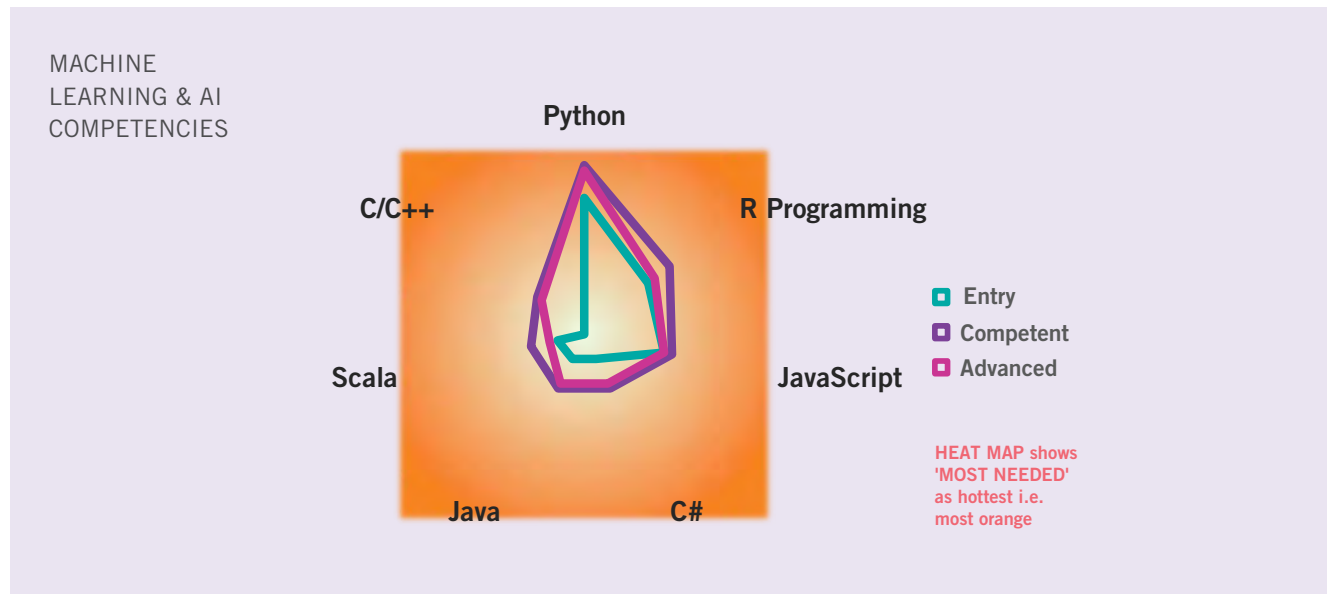 MACHINE
LEARNING & AI
COMPETENCIES
Python
C/C++
R Programming
Entry
Competent
Advanced
Scala
JavaScript
HEAT MAP shows
'MOST NEEDED'
as hottest i.e.
most orange
Java
C#